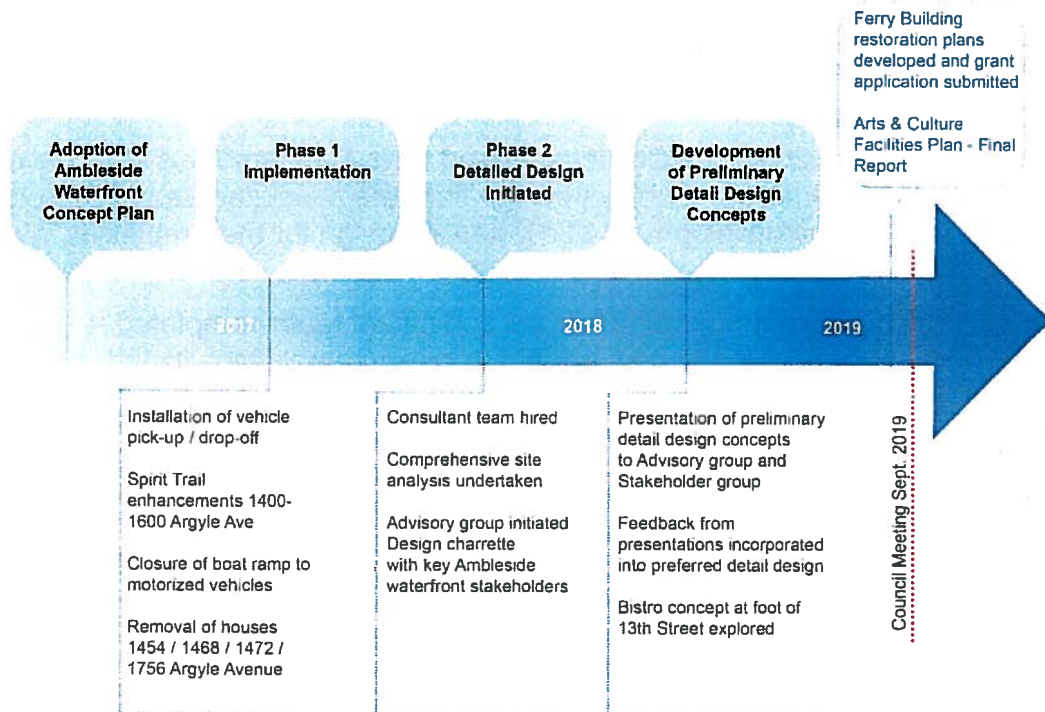 Ferry Building
restoration plans
developed and grant
application submitted
Arts & Culture
Facilities Plan - Final
Report
Adoption of
Ambleside
Waterfront
Concept Plan
Phase 1
Implementation
Phase 2
Detailed Design
Initiated
Development
of Preliminary
Detail Design
Concepts
2017
2018
2019
Installation of vehicle
pick-up / drop-off
Spirit Trail
enhancements 1400-
1600 Argyle Ave
Closure of boat ramp to
motorized vehicles
Removal of houses
1454 / 1468 / 1472 /
1756 Argyle Avenue
Consultant team hired
Comprehensive site
analysis undertaken
Advisory group initiated
Design charrette
with key Ambleside
waterfront stakeholders
Presentation of preliminary
detail design concepts
to Advisory group and
Stakeholder group
Feedback from
presentations incorporated
into preferred detail design
Bistro concept at foot of
13th Street explored
Council Meeting Sept. 2019